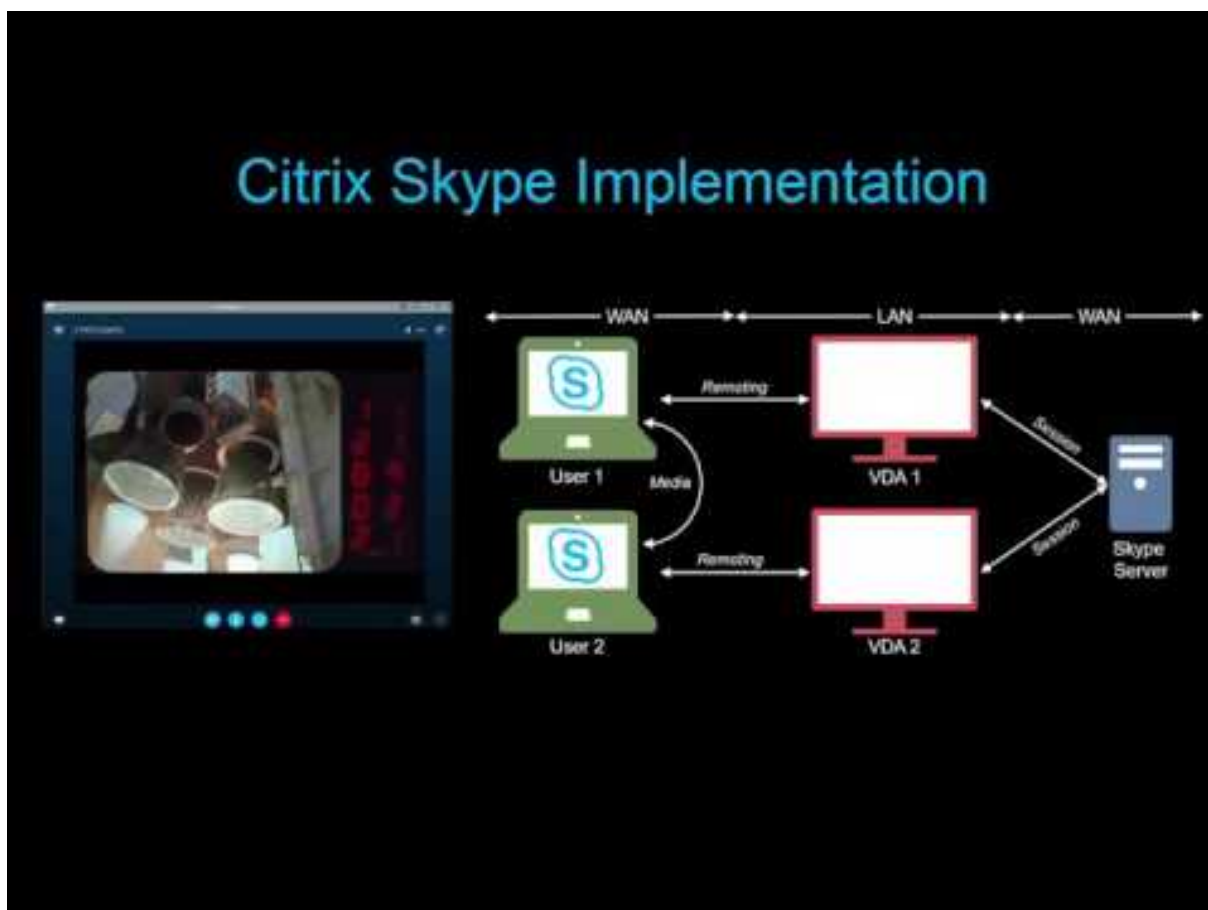 Citrix Skype Implementation
WAN LAN WAN
S
Remoting
User 1
Media
VDA 1
Session
S
Remoting
User 2
VDA 2
Session
Skype
Server